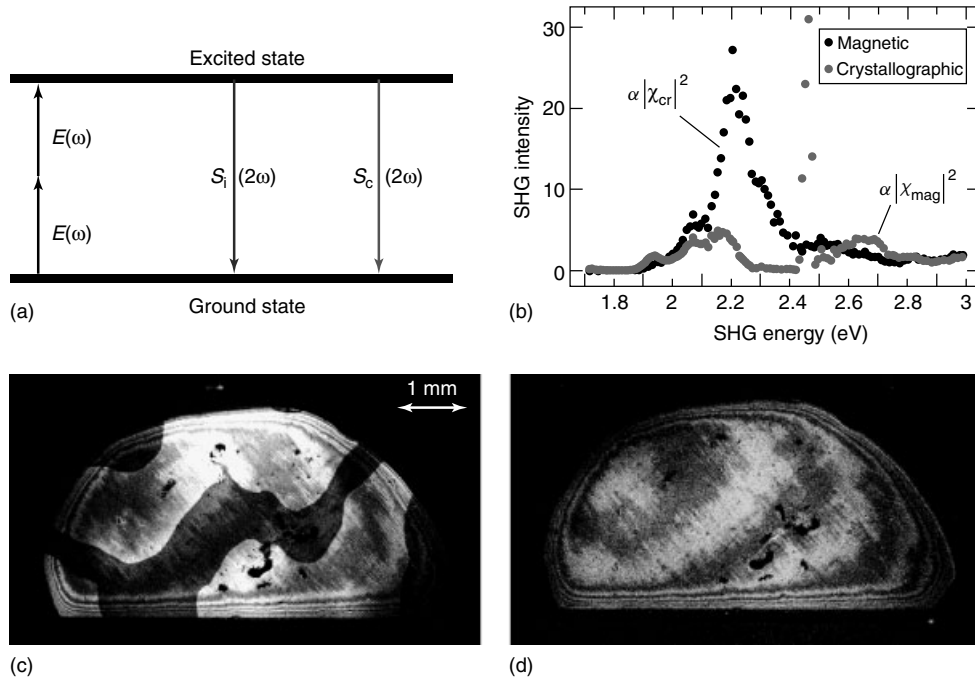 Excited state
E(ω)
S_i (2ω)
S_c (2ω)
E(ω)
Ground state
(a)
30
20
10
0
SHG intensity
Magnetic
Crystallographic
α|χ_cr|^2
α|χ_mag|^2
1.8 2 2.2 2.4 2.6 2.8 3
SHG energy (eV)
(b)
1 mm
(c)
(d)